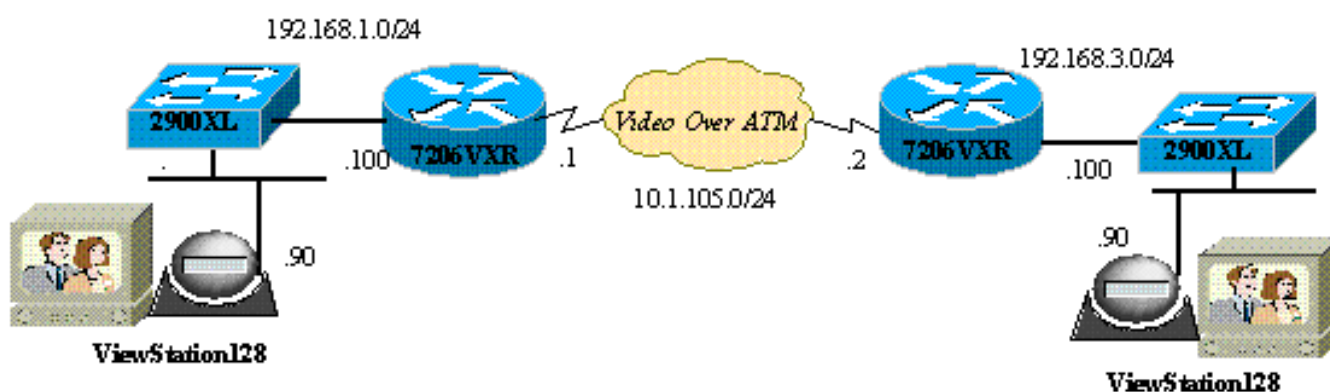 192.168.1.0/24
192.168.3.0/24
2900XL
7206VXR
Video Over ATM
7206VXR
2900XL
.
.100
.1
.2
.100
10.1.105.0/24
.90
.90
ViewStation128
ViewStation128